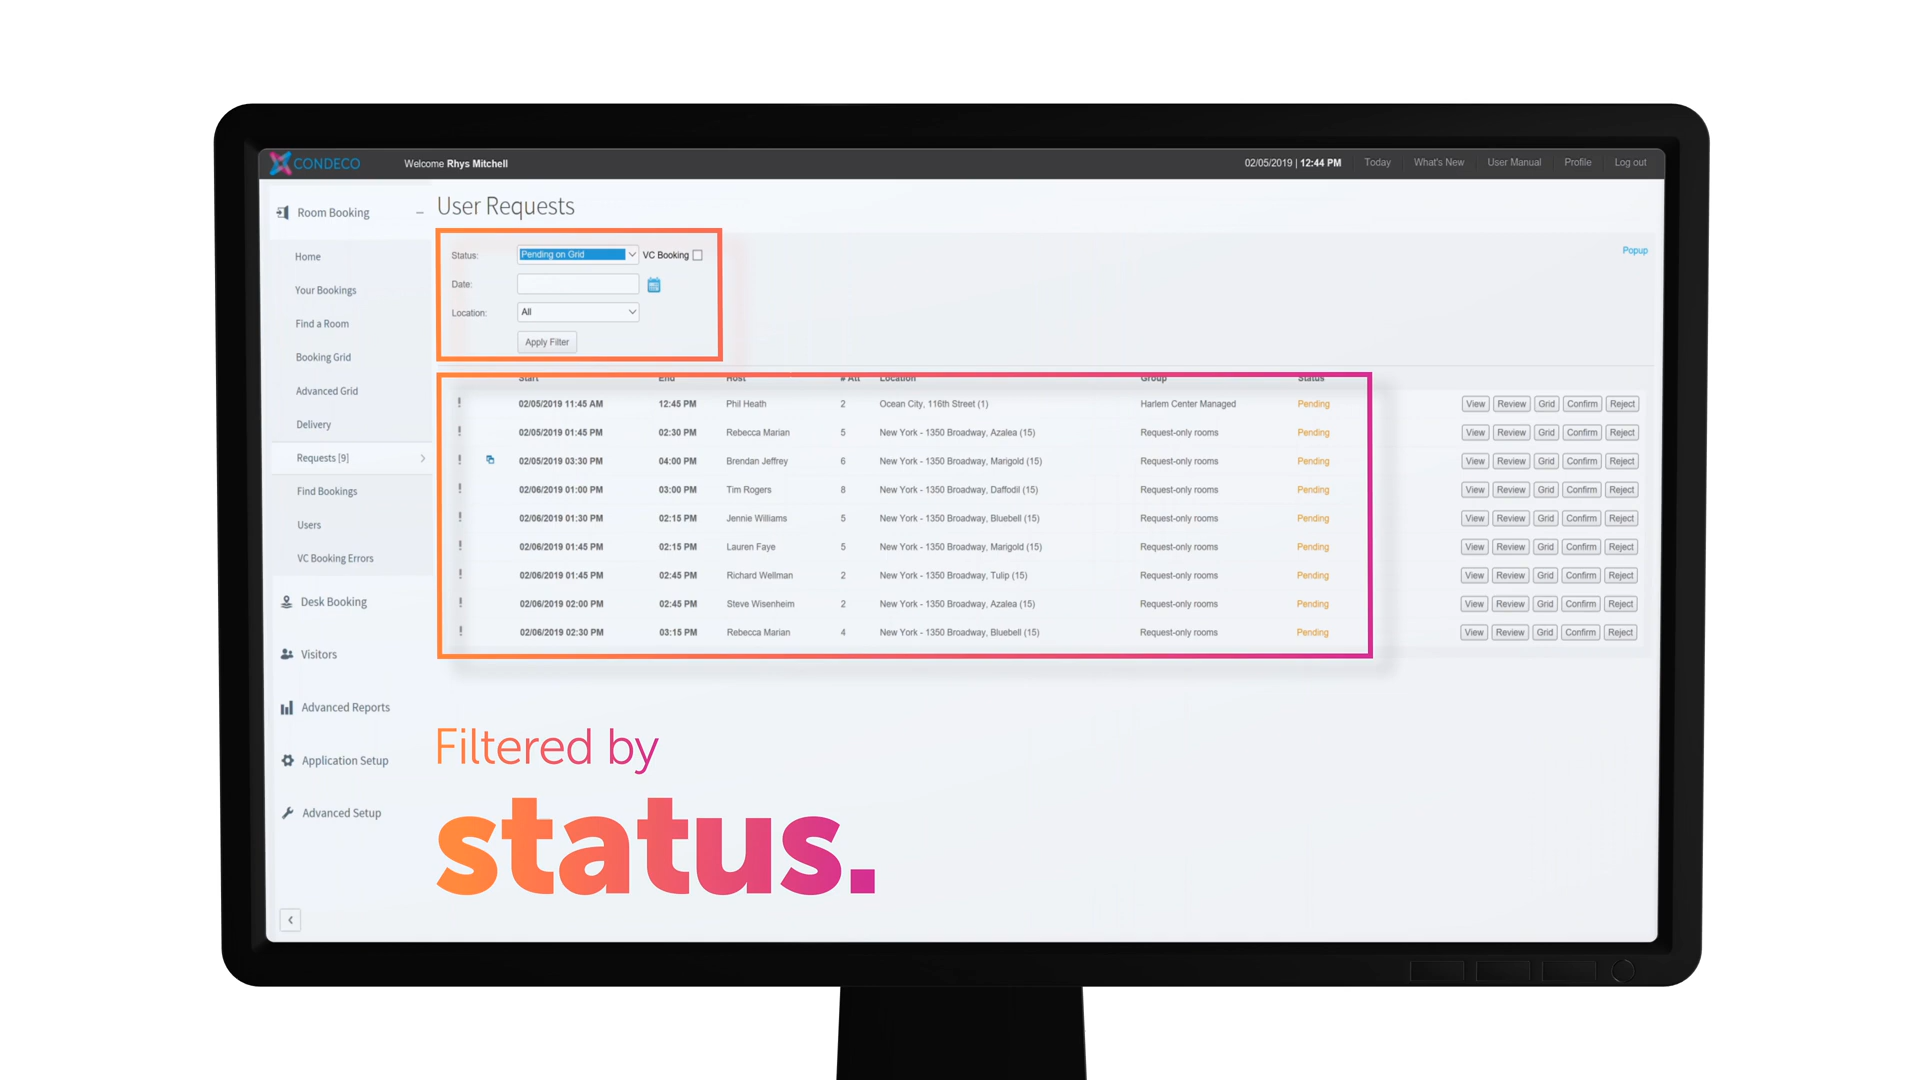 CONDECO
Welcome Rhys Mitchell
02/05/2019 | 12:44 PM Today What's New User Manual Profile Log out
Room Booking
Home
Your Bookings
Find a Room
Booking Grid
Advanced Grid
Delivery
Requests [9]
Find Bookings
Users
VC Booking Errors
Desk Booking
Visitors
Advanced Reports
Application Setup
Advanced Setup
User Requests
Popup
Status: Pending on Grid VC Booking
Date:
Location: All
Apply Filter
Start End Host # Att Location Group Status
! 02/05/2019 11:45 AM 12:45 PM Phil Heath 2 Ocean City, 116th Street (1) Harlem Center Managed Pending View Review Grid Confirm Reject
! 02/05/2019 01:45 PM 02:30 PM Rebecca Marian 5 New York - 1350 Broadway, Azalea (15) Request-only rooms Pending View Review Grid Confirm Reject
! 02/05/2019 03:30 PM 04:00 PM Brendan Jeffrey 6 New York - 1350 Broadway, Marigold (15) Request-only rooms Pending View Review Grid Confirm Reject
! 02/06/2019 01:00 PM 03:00 PM Tim Rogers 8 New York - 1350 Broadway, Daffodil (15) Request-only rooms Pending View Review Grid Confirm Reject
! 02/06/2019 01:30 PM 02:15 PM Jennie Williams 5 New York - 1350 Broadway, Bluebell (15) Request-only rooms Pending View Review Grid Confirm Reject
! 02/06/2019 01:45 PM 02:15 PM Lauren Faye 5 New York - 1350 Broadway, Marigold (15) Request-only rooms Pending View Review Grid Confirm Reject
! 02/06/2019 01:45 PM 02:45 PM Richard Wellman 2 New York - 1350 Broadway, Tulip (15) Request-only rooms Pending View Review Grid Confirm Reject
! 02/06/2019 02:00 PM 02:45 PM Steve Wisenheim 2 New York - 1350 Broadway, Azalea (15) Request-only rooms Pending View Review Grid Confirm Reject
! 02/06/2019 02:30 PM 03:15 PM Rebecca Marian 4 New York - 1350 Broadway, Bluebell (15) Request-only rooms Pending View Review Grid Confirm Reject
Filtered by
status.